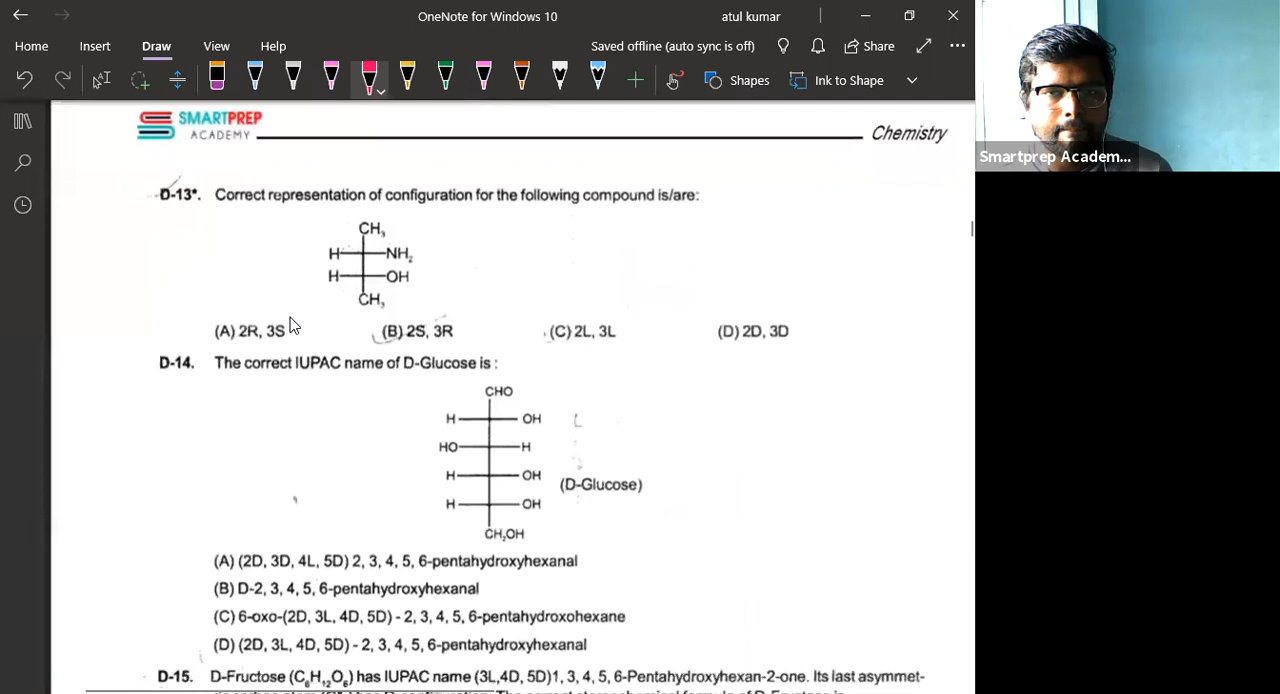 OneNote for Windows 10
atul kumar
Home Insert Draw View Help
Saved offline (auto sync is off)
Share
Shapes
Ink to Shape
SMARTPREP
ACADEMY
Chemistry
Smartprep Academ...
D-13*. Correct representation of configuration for the following compound is/are:
CH₃
H NH₂
H OH
CH₃
(A) 2R, 3S (B) 2S, 3R (C) 2L, 3L (D) 2D, 3D
D-14. The correct IUPAC name of D-Glucose is :
CHO
H OH
HO H
H OH
(D-Glucose)
H OH
CH₂OH
(A) (2D, 3D, 4L, 5D) 2, 3, 4, 5, 6-pentahydroxyhexanal
(B) D-2, 3, 4, 5, 6-pentahydroxyhexanal
(C) 6-oxo-(2D, 3L, 4D, 5D) - 2, 3, 4, 5, 6-pentahydroxohexane
(D) (2D, 3L, 4D, 5D) - 2, 3, 4, 5, 6-pentahydroxyhexanal
D-15. D-Fructose (C₆H₁₂O₆) has IUPAC name (3L,4D, 5D)1, 3, 4, 5, 6-Pentahydroxyhexan-2-one. Its last asymmet-